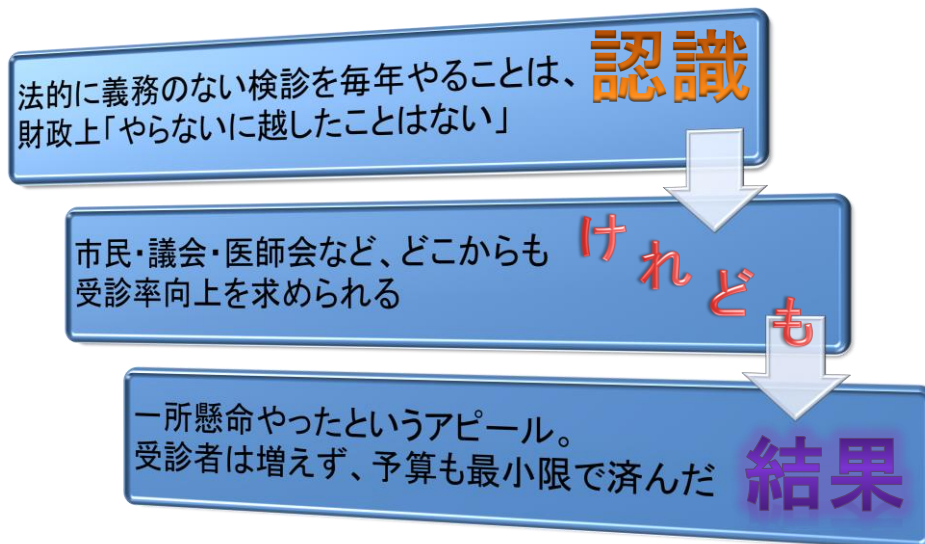 認識
法的に義務のない検診を毎年やることは、
財政上「やらないに越したことはない」
けれども
市民・議会・医師会など、どこからも
受診率向上を求められる
一所懸命やったというアピール。
受診者は増えず、予算も最小限で済んだ
結果